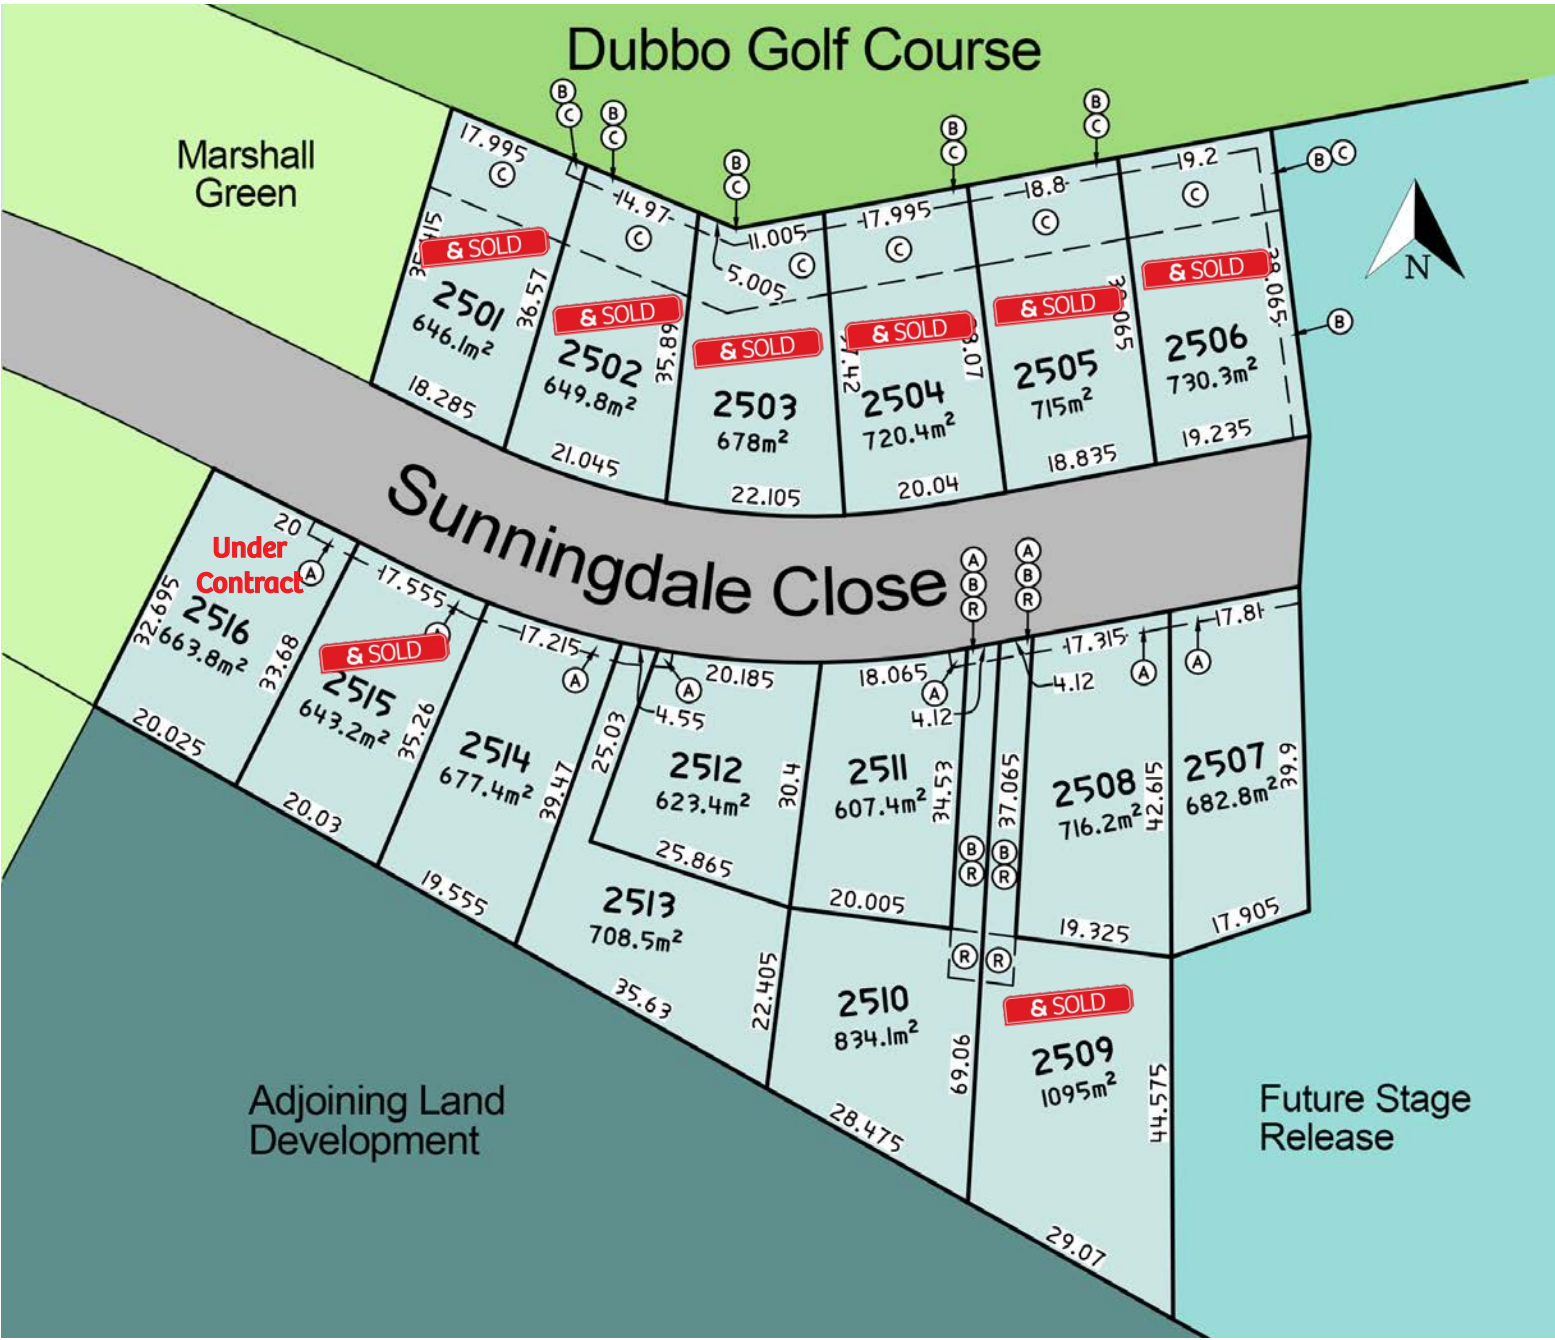 Dubbo Golf Course
Marshall
Green
B
C
B
C
B
C
B
C
B
C
B C
B
N
17.995
C
& SOLD
36.57
2501
646.1m²
18.285
14.97
C
& SOLD
2502
649.8m²
21.045
11.005
5.005
C
& SOLD
2503
678m²
22.105
17.995
C
& SOLD
2504
720.4m²
20.04
18.8
C
& SOLD
2505
715m²
18.835
19.2
C
& SOLD
2506
730.3m²
19.235
Sunningdale Close
20
Under
Contract
A
32.695
2516
663.8m²
33.68
20.025
17.555
& SOLD
2515
643.2m²
35.26
20.03
17.215
A
2514
677.4m²
39.47
19.555
4.55
A
20.185
25.03
2512
623.4m²
30.4
25.865
2513
708.5m²
35.63
22.405
A
B
R
A
B
R
18.065
A
4.12
2511
607.4m²
34.53
20.005
B
R
B
R
37.065
4.12
17.315
A
2508
716.2m²
42.615
19.325
17.81
A
2507
682.8m²
39.9
17.905
R R
2510
834.1m²
69.06
28.475
& SOLD
2509
1095m²
44.575
29.07
Adjoining Land
Development
Future Stage
Release